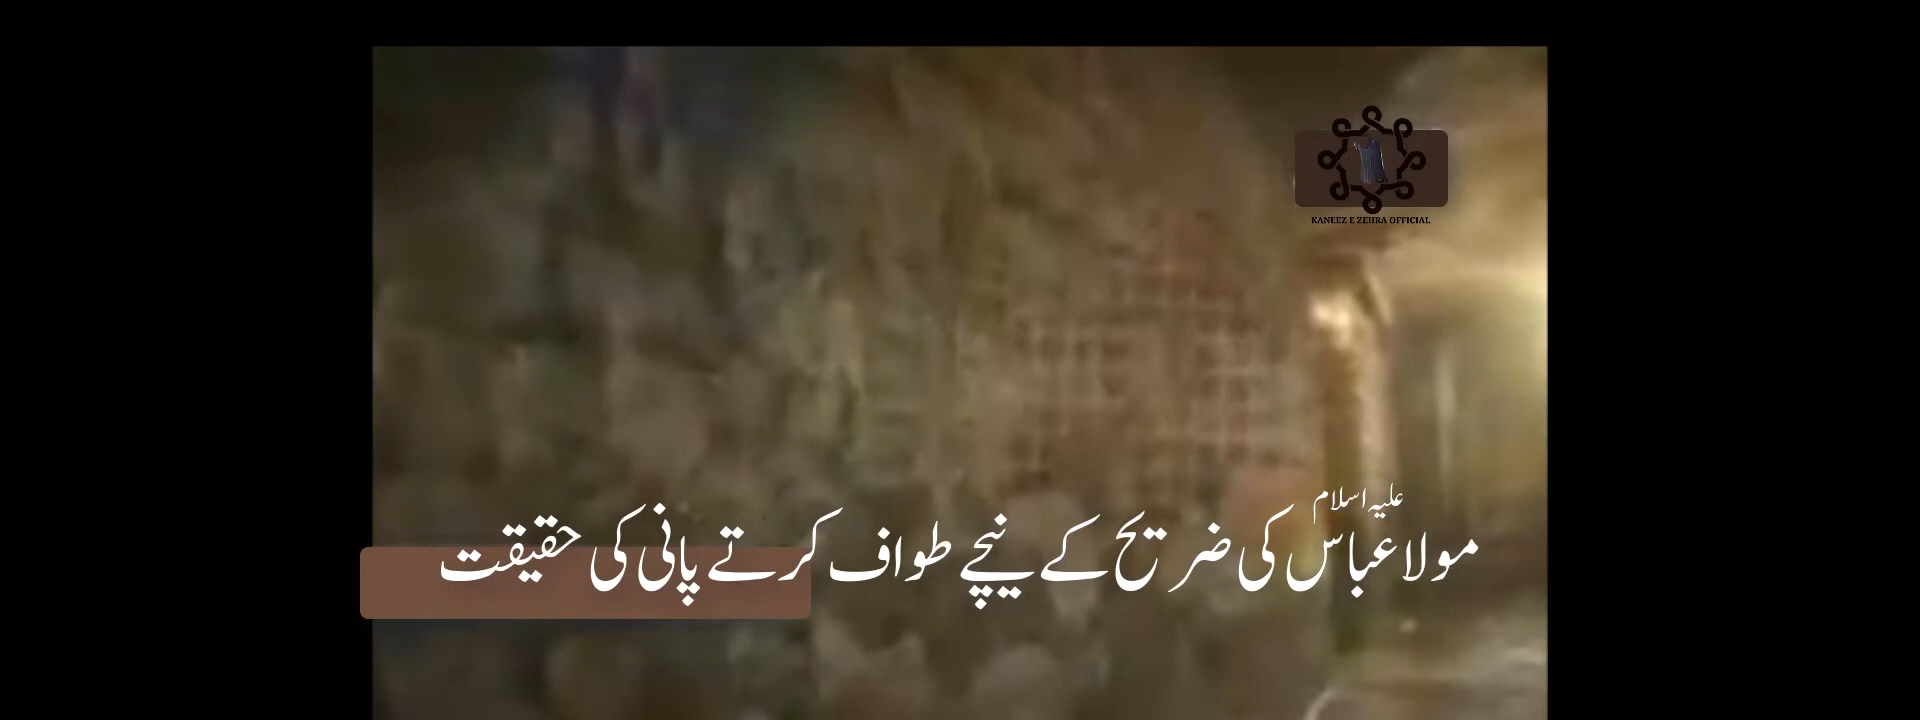 KANEEZ E ZEHRA OFFICIAL
علیہ اسلام
مولا عباس کی ضریح کے نیچے طواف کرتے پانی کی حقیقت